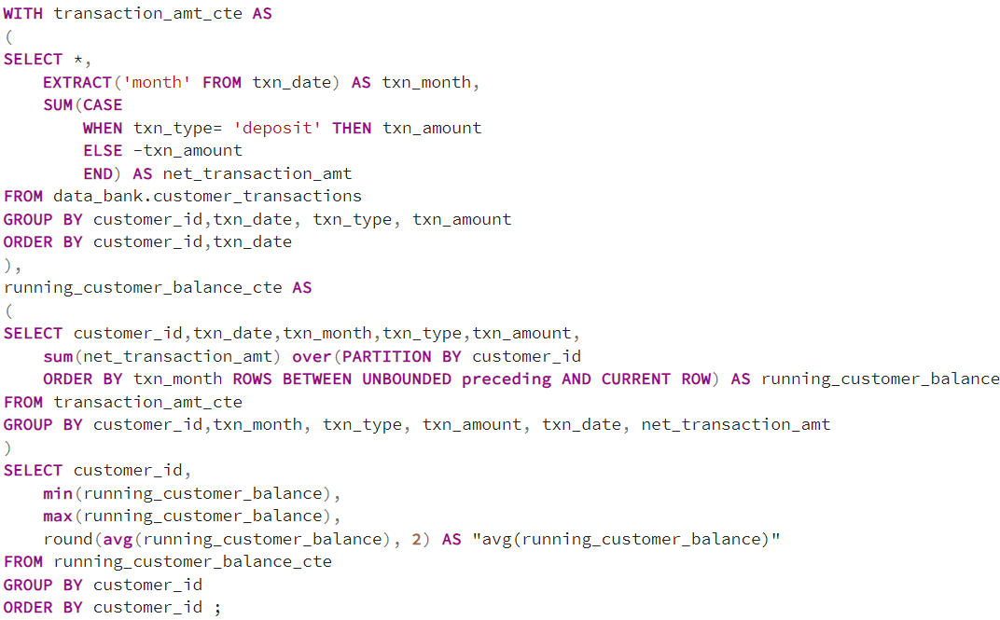 WITH transaction_amt_cte AS
(
SELECT *,
    EXTRACT('month' FROM txn_date) AS txn_month,
    SUM(CASE
        WHEN txn_type= 'deposit' THEN txn_amount
        ELSE -txn_amount
        END) AS net_transaction_amt
FROM data_bank.customer_transactions
GROUP BY customer_id,txn_date, txn_type, txn_amount
ORDER BY customer_id,txn_date
),
running_customer_balance_cte AS
(
SELECT customer_id,txn_date,txn_month,txn_type,txn_amount,
    sum(net_transaction_amt) over(PARTITION BY customer_id
    ORDER BY txn_month ROWS BETWEEN UNBOUNDED preceding AND CURRENT ROW) AS running_customer_balance
FROM transaction_amt_cte
GROUP BY customer_id,txn_month, txn_type, txn_amount, txn_date, net_transaction_amt
)
SELECT customer_id,
    min(running_customer_balance),
    max(running_customer_balance),
    round(avg(running_customer_balance), 2) AS "avg(running_customer_balance)"
FROM running_customer_balance_cte
GROUP BY customer_id
ORDER BY customer_id ;